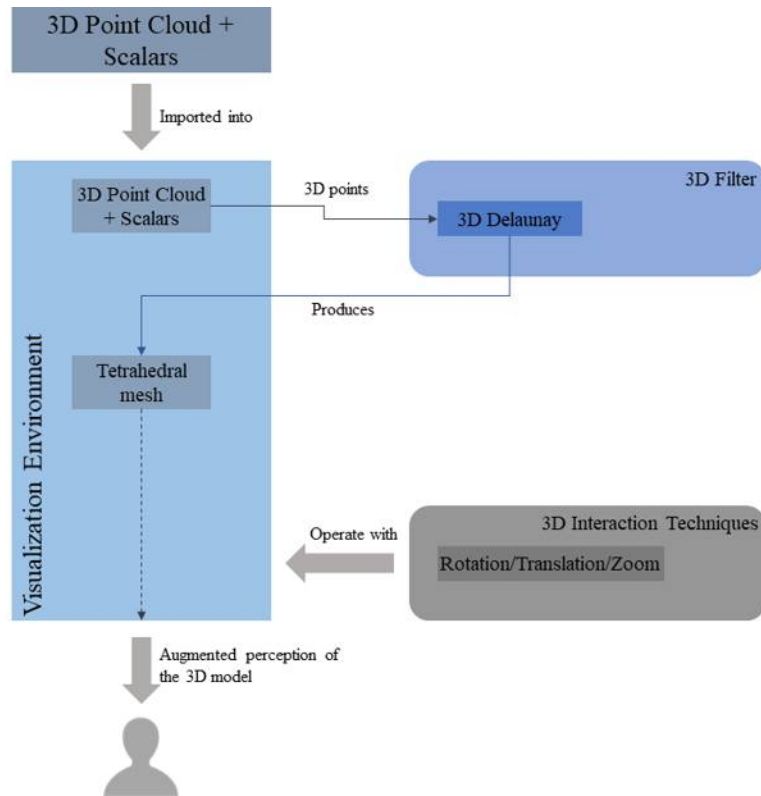 3D Point Cloud +
Scalars
Imported into
3D Point Cloud
+ Scalars
3D points
3D Filter
3D Delaunay
Produces
Tetrahedral
mesh
Visualization Environment
Operate with
3D Interaction Techniques
Rotation/Translation/Zoom
Augmented perception of
the 3D model